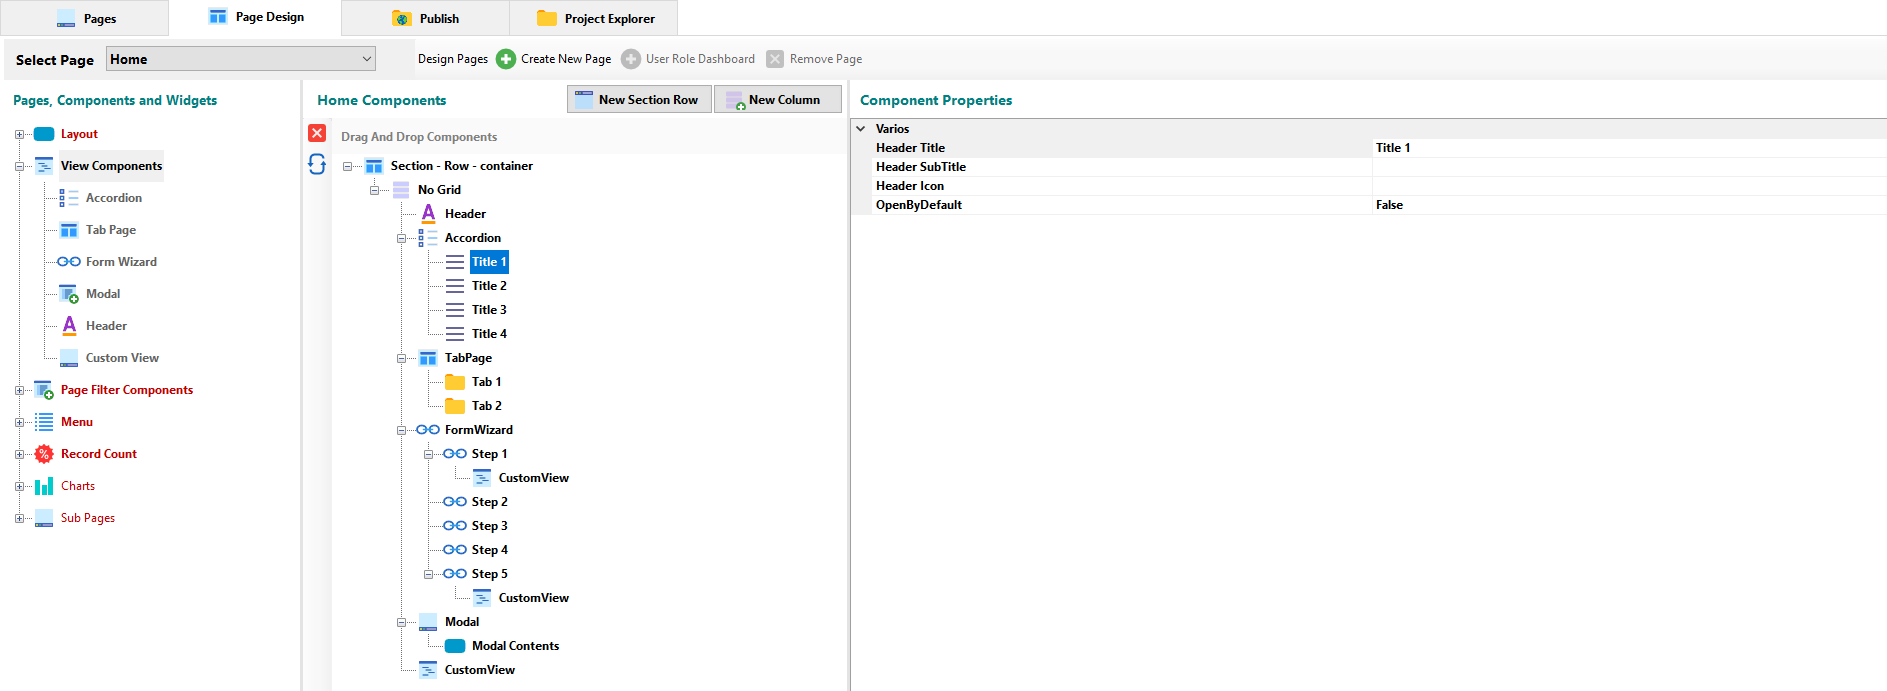 Pages
Page Design
Publish
Project Explorer
Select Page
Home
Design Pages
Create New Page
User Role Dashboard
Remove Page
Pages, Components and Widgets
Layout
View Components
Accordion
Tab Page
Form Wizard
Modal
Header
Custom View
Page Filter Components
Menu
Record Count
Charts
Sub Pages
Home Components
New Section Row
New Column
Drag And Drop Components
Section - Row - container
No Grid
Header
Accordion
Title 1
Title 2
Title 3
Title 4
TabPage
Tab 1
Tab 2
FormWizard
Step 1
CustomView
Step 2
Step 3
Step 4
Step 5
CustomView
Modal
Modal Contents
CustomView
Component Properties
Varios
Header Title Title 1
Header SubTitle
Header Icon
OpenByDefault False